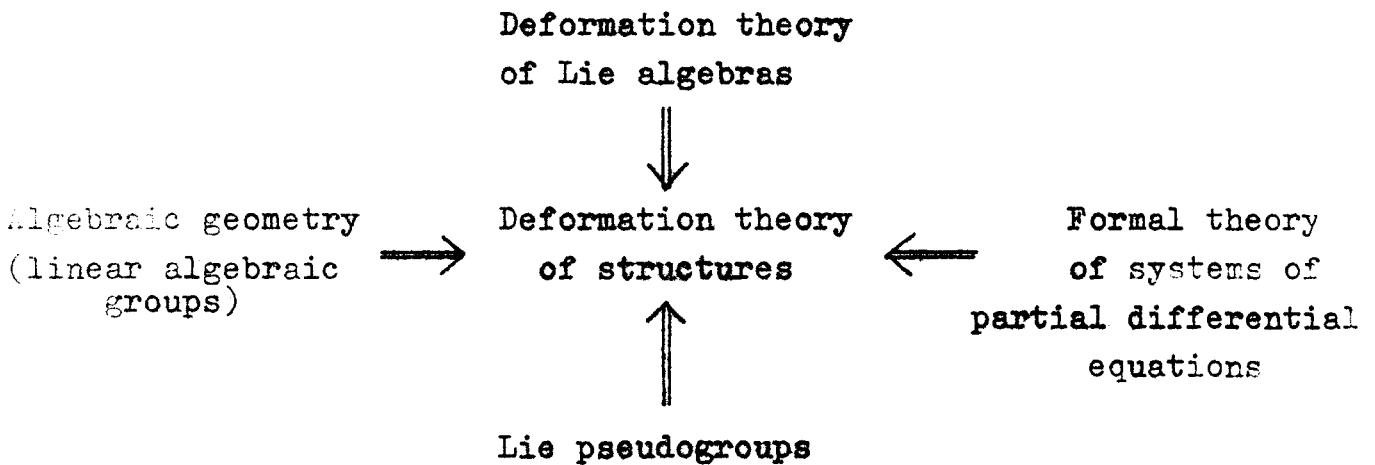 Deformation theory
of Lie algebras
Algebraic geometry
(linear algebraic
groups)
Deformation theory
of structures
Formal theory
of systems of
partial differential
equations
Lie pseudogroups